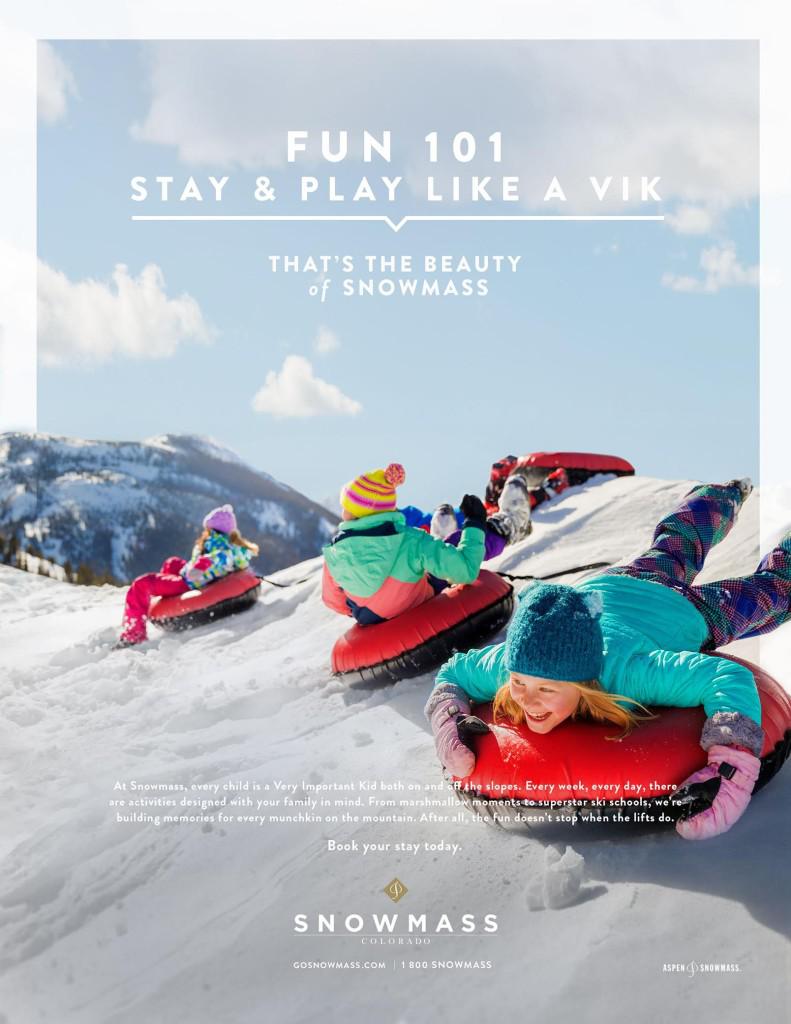 FUN 101
STAY & PLAY LIKE A VIK
THAT'S THE BEAUTY
of SNOWMASS
At Snowmass, every child is a Very Important Kid both on and off the slopes. Every week, every day, there
are activities designed with your family in mind. From marshmallow moments to superstar ski schools, we're
building memories for every munchkin on the mountain. After all, the fun doesn't stop when the lifts do.
Book your stay today.
SNOWMASS
COLORADO
GOSNOWMASS.COM | 1 800 SNOWMASS
ASPEN SNOWMASS.